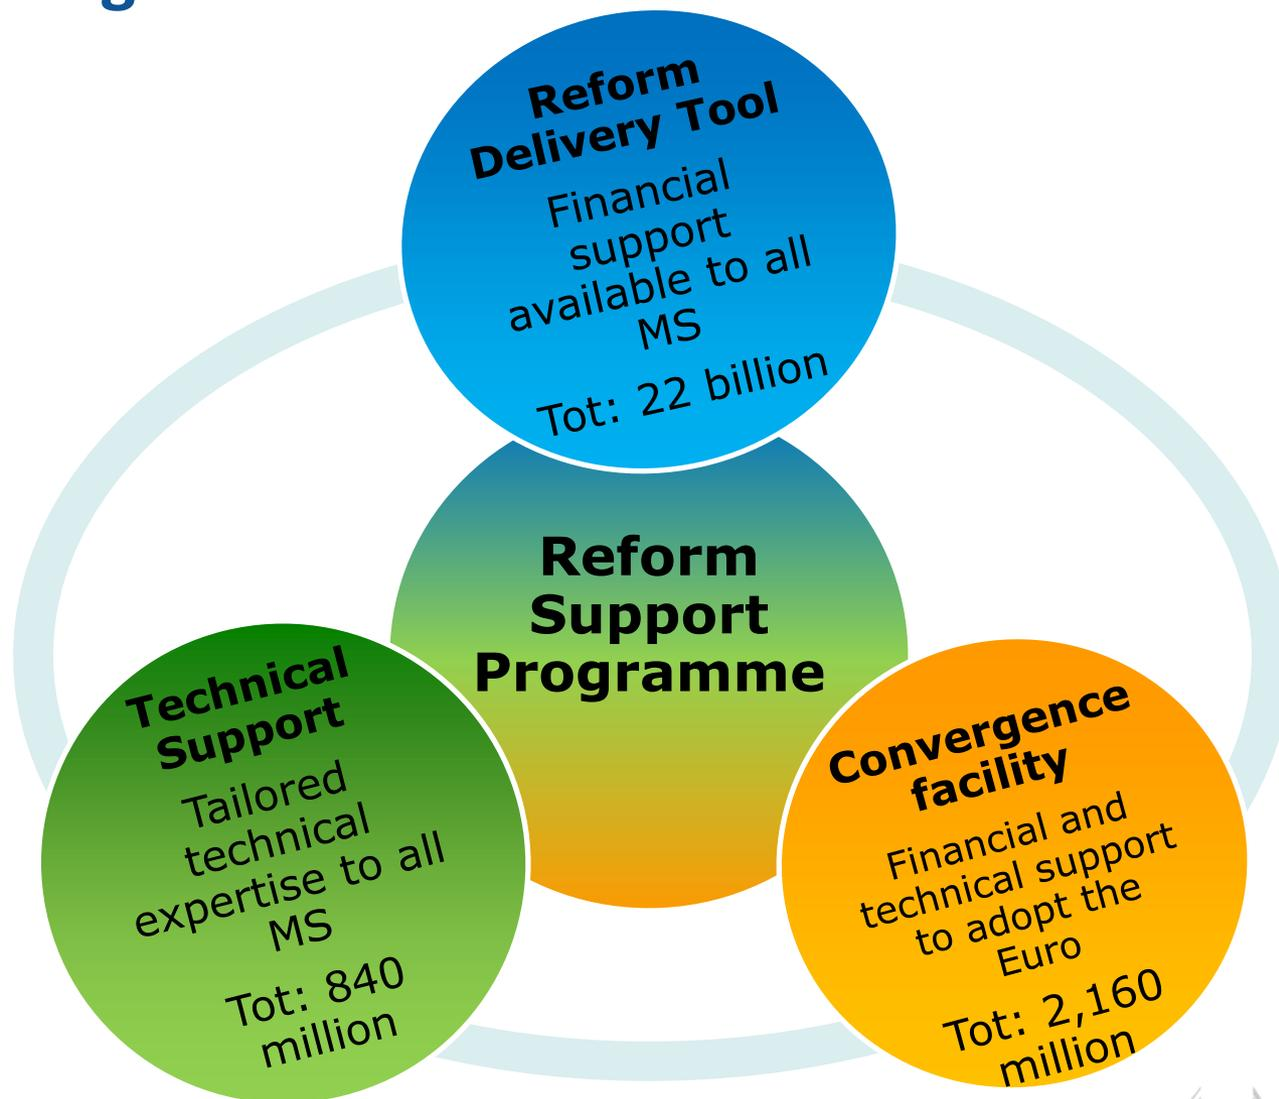 Reform
Delivery Tool
Financial
support
available to all
MS
Tot: 22 billion
Reform
Support
Programme
Technical
Support
Tailored
technical
expertise to all
MS
Tot: 840
million
Convergence
facility
Financial and
technical support
to adopt the
Euro
Tot: 2,160
million